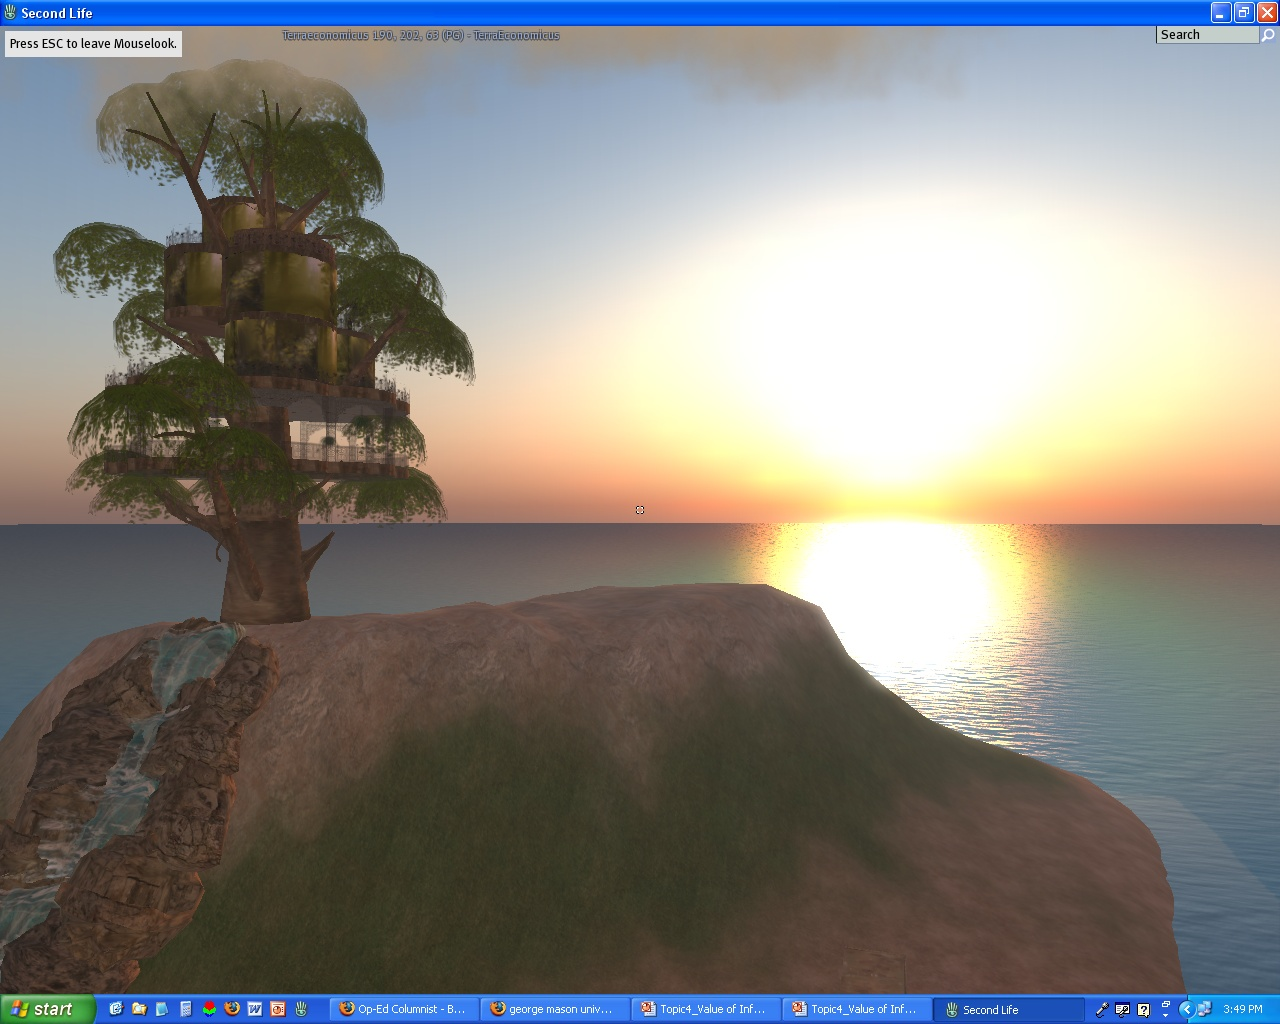 Second Life
Press ESC to leave Mouselook.
Terraeconomicus 190, 202, 63 (PG) - TerraEconomicus
Search
start
Op-Ed Columnist - B...
george mason univ...
Topic4_Value of Inf...
Topic4_Value of Inf...
Second Life
3:49 PM